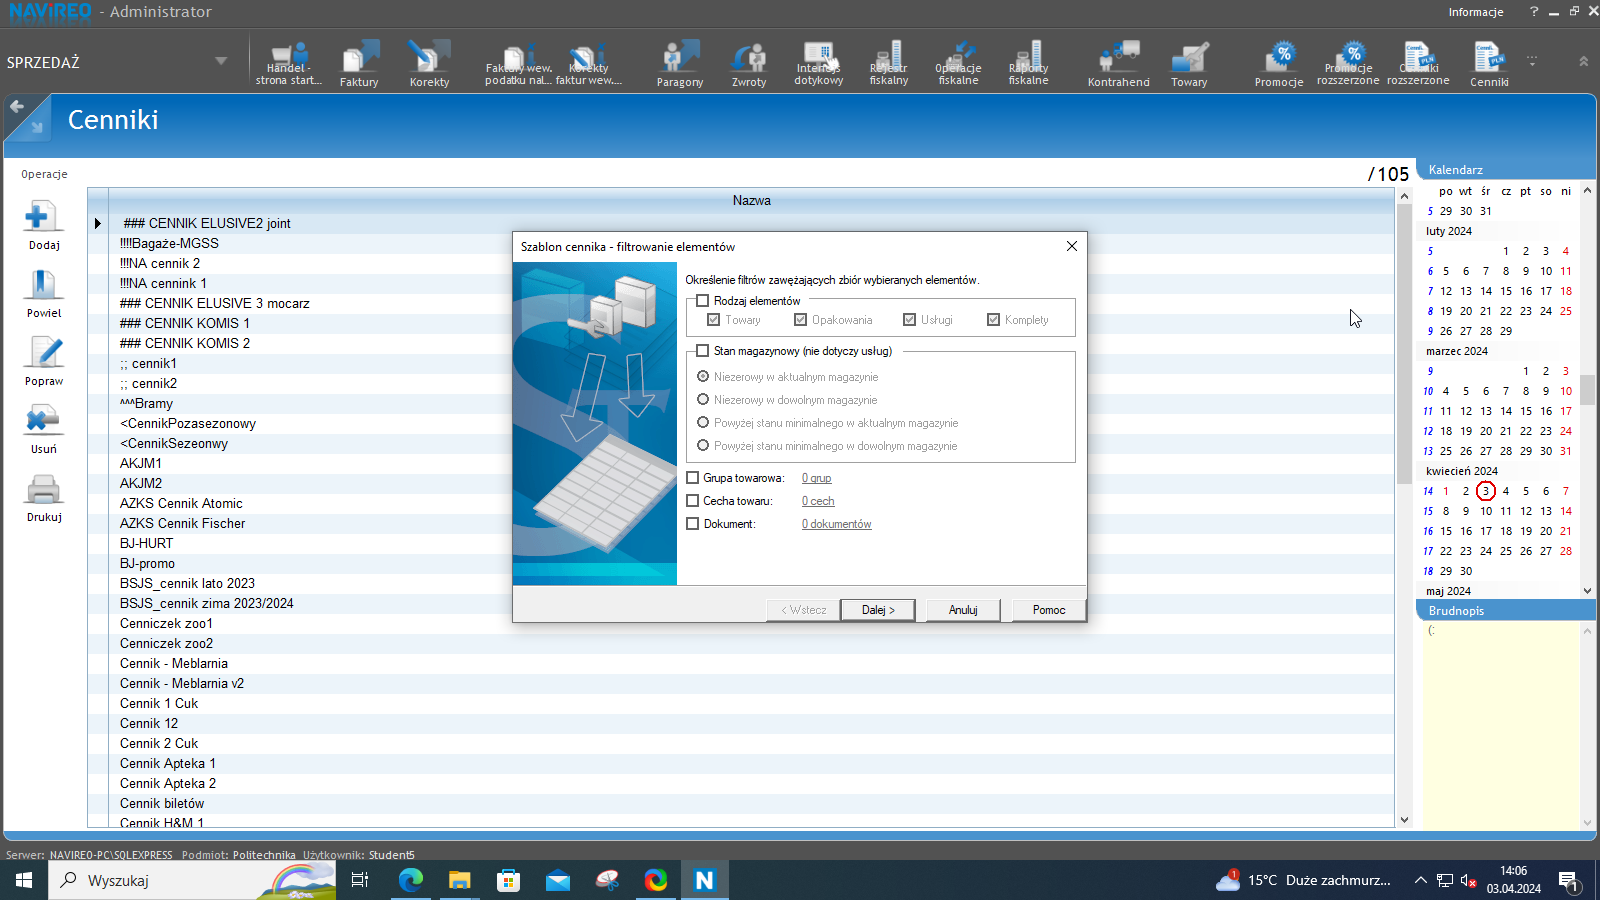 NAVIREO - Administrator
Informacje ?
SPRZEDAŻ
Handel - strona start...
Faktury
Korekty
Faktury wew. podatku nal...
Korekty faktur wew....
Paragony
Zwroty
Interfejs dotykowy
Rejestr fiskalny
Operacje fiskalne
Raporty fiskalne
Kontrahenci
Towary
Promocje
Promocje rozszerzone
Cenniki rozszerzone
Cenniki
Cenniki
Operacje
/105
Dodaj
Powiel
Popraw
Usuń
Drukuj
Nazwa
### CENNIK ELUSIVE2 joint
!!!!Bagaże-MGSS
!!!NA cennik 2
!!!NA cennink 1
### CENNIK ELUSIVE 3 mocarz
### CENNIK KOMIS 1
### CENNIK KOMIS 2
;; cennik1
;; cennik2
^^^Bramy
<CennikPozasezonowy
<CennikSezeonwy
AKJM1
AKJM2
AZKS Cennik Atomic
AZKS Cennik Fischer
BJ-HURT
BJ-promo
BSJS_cennik lato 2023
BSJS_cennik zima 2023/2024
Cenniczek zoo1
Cenniczek zoo2
Cennik - Meblarnia
Cennik - Meblarnia v2
Cennik 1 Cuk
Cennik 12
Cennik 2 Cuk
Cennik Apteka 1
Cennik Apteka 2
Cennik biletów
Cennik H&M 1
Szablon cennika - filtrowanie elementów
Określenie filtrów zawężających zbiór wybieranych elementów.
Rodzaj elementów
Towary Opakowania Usługi Komplety
Stan magazynowy (nie dotyczy usług)
Niezerowy w aktualnym magazynie
Niezerowy w dowolnym magazynie
Powyżej stanu minimalnego w aktualnym magazynie
Powyżej stanu minimalnego w dowolnym magazynie
Grupa towarowa: 0 grup
Cecha towaru: 0 cech
Dokument: 0 dokumentów
< Wstecz Dalej > Anuluj Pomoc
Kalendarz
po wt śr cz pt so ni
5 29 30 31
luty 2024
5 1 2 3 4
6 5 6 7 8 9 10 11
7 12 13 14 15 16 17 18
8 19 20 21 22 23 24 25
9 26 27 28 29
marzec 2024
9 1 2 3
10 4 5 6 7 8 9 10
11 11 12 13 14 15 16 17
12 18 19 20 21 22 23 24
13 25 26 27 28 29 30 31
kwiecień 2024
14 1 2 3 4 5 6 7
15 8 9 10 11 12 13 14
16 15 16 17 18 19 20 21
17 22 23 24 25 26 27 28
18 29 30
maj 2024
Brudnopis
(:
Serwer: NAVIREO-PC\SQLEXPRESS Podmiot: Politechnika Użytkownik: Student5
Wyszukaj
N
1
15°C Duże zachmurz...
14:06
03.04.2024
1